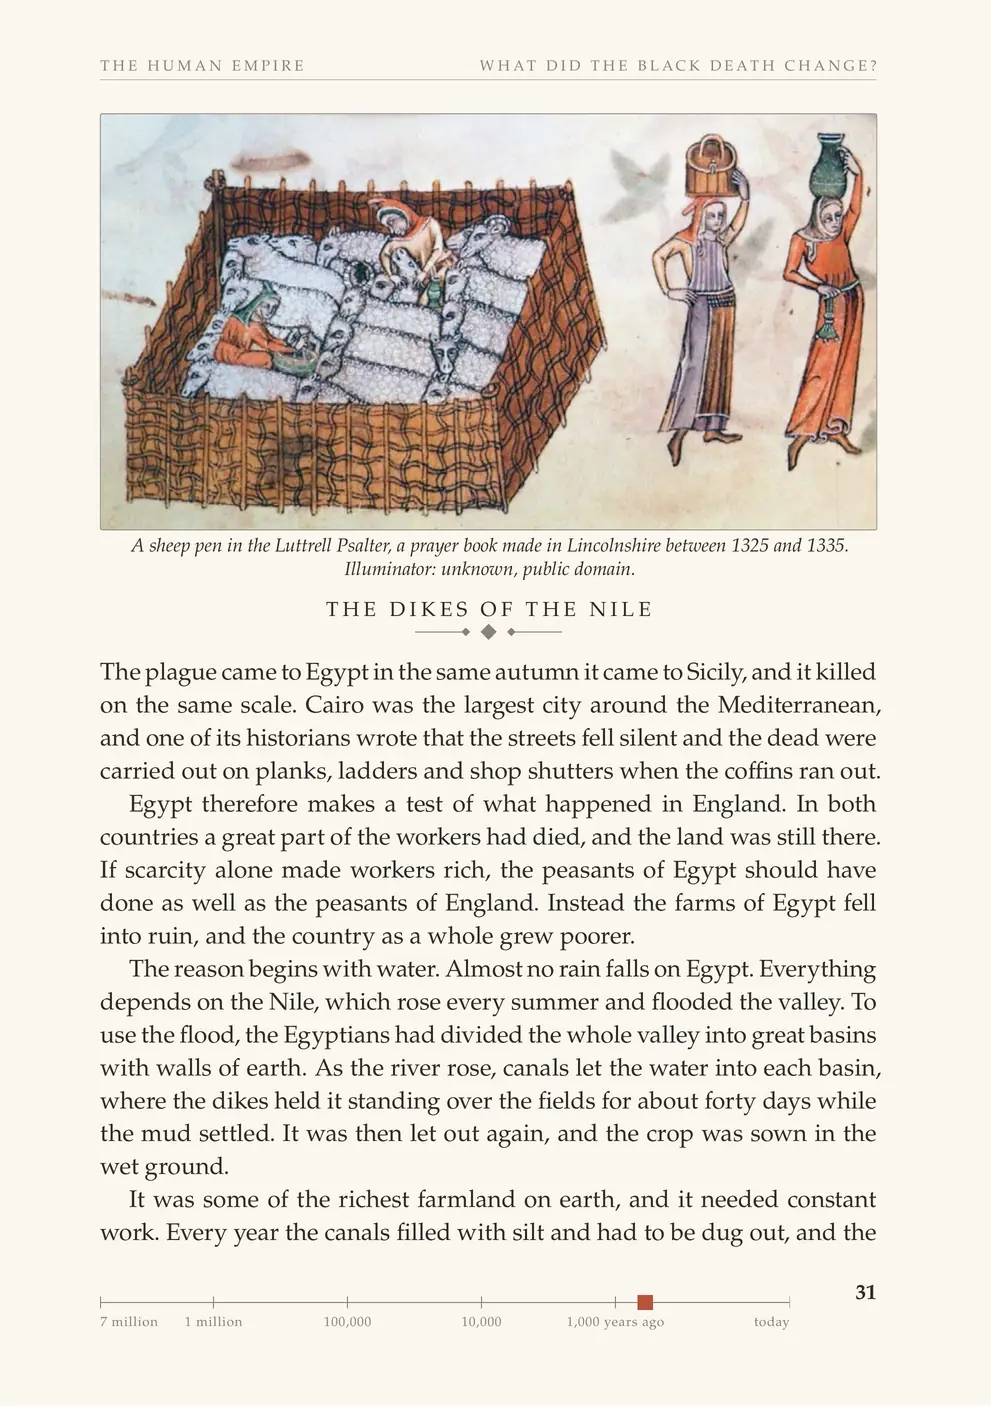 THE HUMAN EMPIRE
WHAT DID THE BLACK DEATH CHANGE?
A sheep pen in the Luttrell Psalter, a prayer book made in Lincolnshire between 1325 and 1335.
Illuminator: unknown, public domain.
THE DIKES OF THE NILE
The plague came to Egypt in the same autumn it came to Sicily, and it killed
on the same scale. Cairo was the largest city around the Mediterranean,
and one of its historians wrote that the streets fell silent and the dead were
carried out on planks, ladders and shop shutters when the coffins ran out.
Egypt therefore makes a test of what happened in England. In both
countries a great part of the workers had died, and the land was still there.
If scarcity alone made workers rich, the peasants of Egypt should have
done as well as the peasants of England. Instead the farms of Egypt fell
into ruin, and the country as a whole grew poorer.
The reason begins with water. Almost no rain falls on Egypt. Everything
depends on the Nile, which rose every summer and flooded the valley. To
use the flood, the Egyptians had divided the whole valley into great basins
with walls of earth. As the river rose, canals let the water into each basin,
where the dikes held it standing over the fields for about forty days while
the mud settled. It was then let out again, and the crop was sown in the
wet ground.
It was some of the richest farmland on earth, and it needed constant
work. Every year the canals filled with silt and had to be dug out, and the
31
7 million 1 million 100,000 10,000 1,000 years ago today